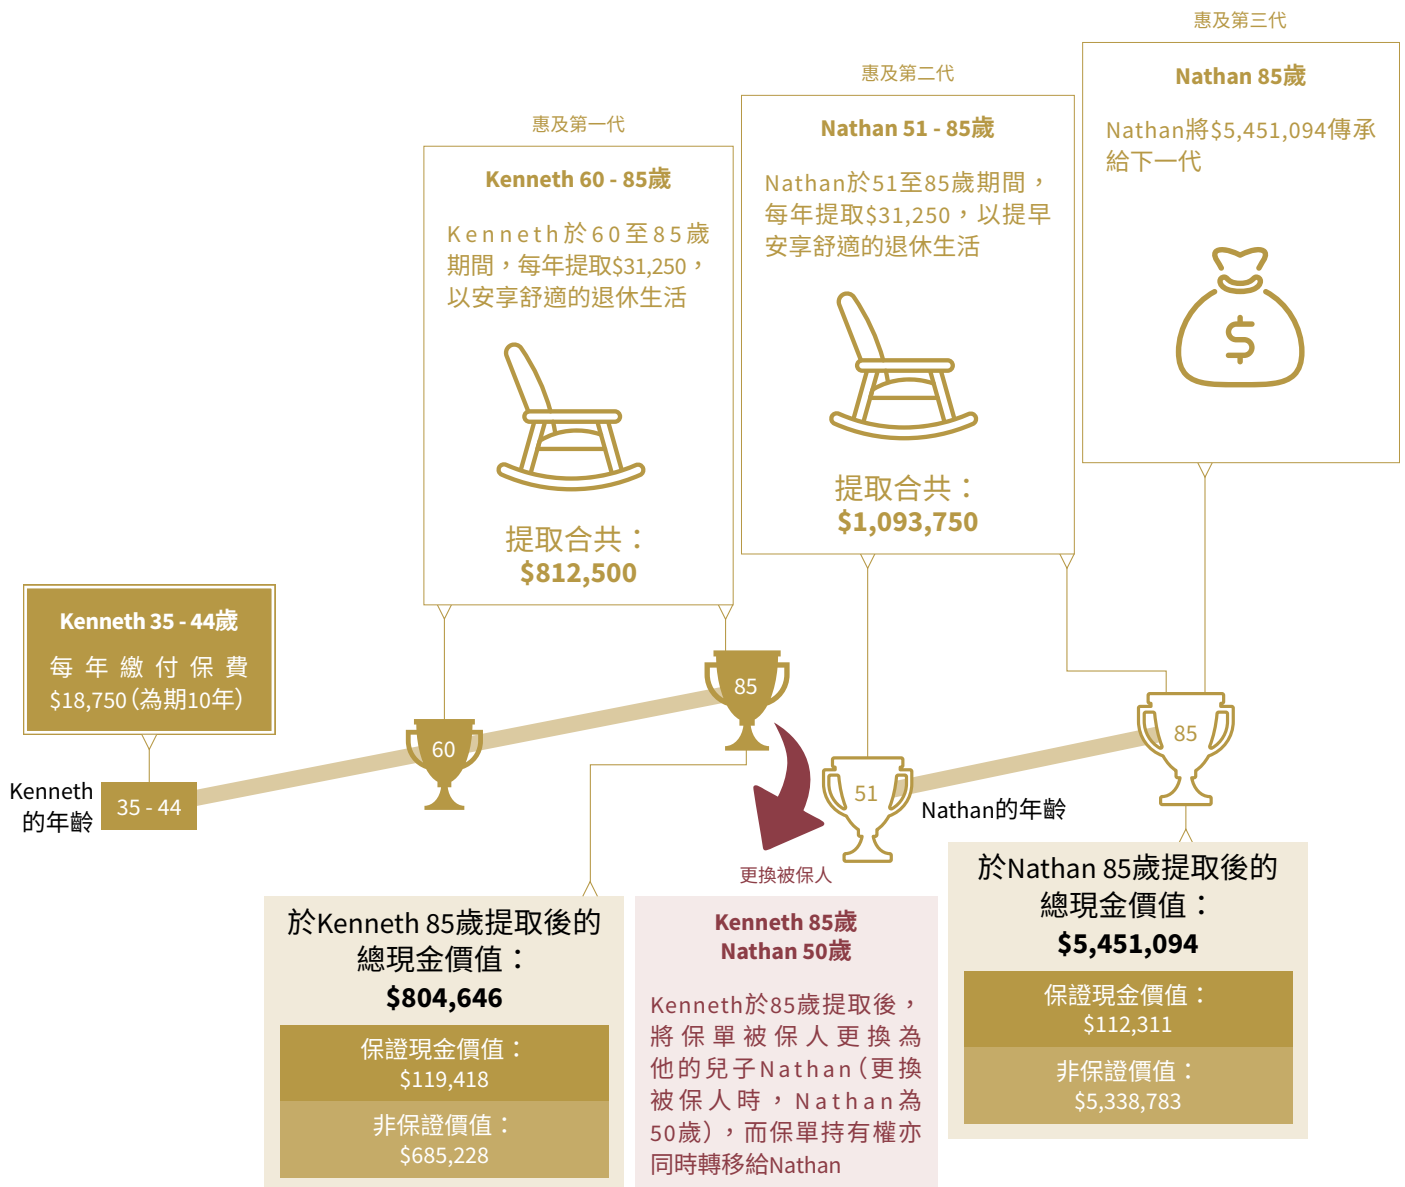 惠及第三代
Nathan 85歲
Nathan將$5,451,094傳承
給下一代
惠及第二代
Nathan 51 - 85歲
Nathan於51至85歲期間，
每年提取$31,250，以提早
安享舒適的退休生活
提取合共：
$1,093,750
惠及第一代
Kenneth 60 - 85歲
Kenneth於60至85歲
期間，每年提取$31,250，
以安享舒適的退休生活
提取合共：
$812,500
Kenneth 35 - 44歲
每年繳付保費
$18,750（為期10年）
Kenneth
的年齡
35 - 44
60
85
51
Nathan的年齡
85
$
更換被保人
於Kenneth 85歲提取後的
總現金價值：
$804,646
保證現金價值：
$119,418
非保證價值：
$685,228
Kenneth 85歲
Nathan 50歲
Kenneth於85歲提取後，
將保單被保人更換為
他的兒子Nathan（更換
被保人時，Nathan為
50歲），而保單持有權亦
同時轉移給Nathan
於Nathan 85歲提取後的
總現金價值：
$5,451,094
保證現金價值：
$112,311
非保證價值：
$5,338,783